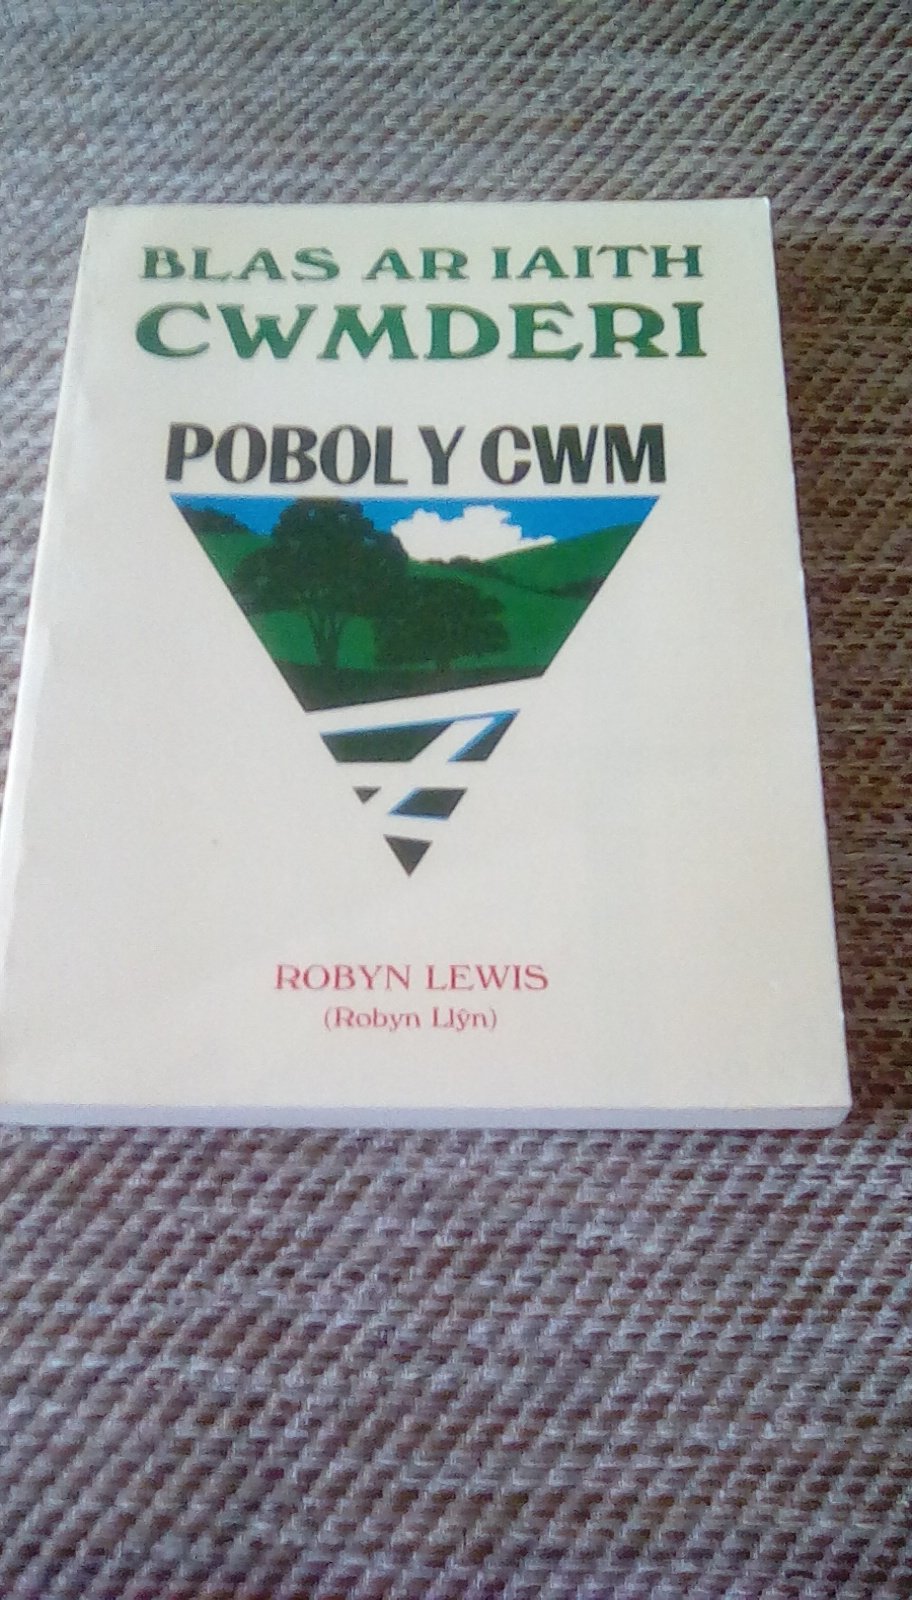 BLAS AR IAITH
CWMDERI
POBOL Y CWM
ROBYN LEWIS
(Robyn Llŷn)